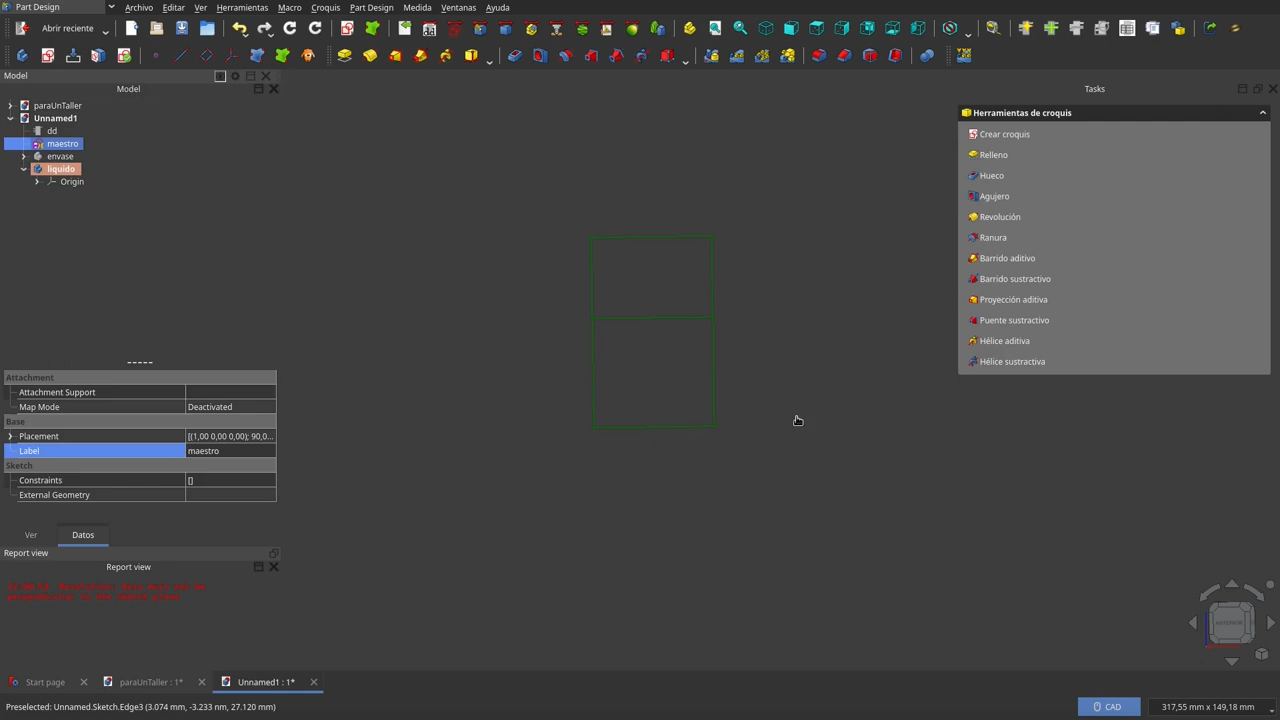 Part Design
Archivo Editar Ver Herramientas Macro Croquis Part Design Medida Ventanas Ayuda
Abrir reciente
Model
Model
Tasks
paraUnTaller
Unnamed1
dd
maestro
envase
liquido
Origin
Herramientas de croquis
Crear croquis
Relleno
Hueco
Agujero
Revolución
Ranura
Barrido aditivo
Barrido sustractivo
Proyección aditiva
Puente sustractivo
Hélice aditiva
Hélice sustractiva
Attachment
Attachment Support
Map Mode Deactivated
Base
Placement [(1,00 0,00 0,00); 90,0...
Label maestro
Sketch
Constraints []
External Geometry
Ver Datos
Report view
Report view
ANTERIOR
Start page paraUnTaller : 1* Unnamed1 : 1*
Preselected: Unnamed.Sketch.Edge3 (3.074 mm, -3.233 nm, 27.120 mm)
CAD
317,55 mm x 149,18 mm